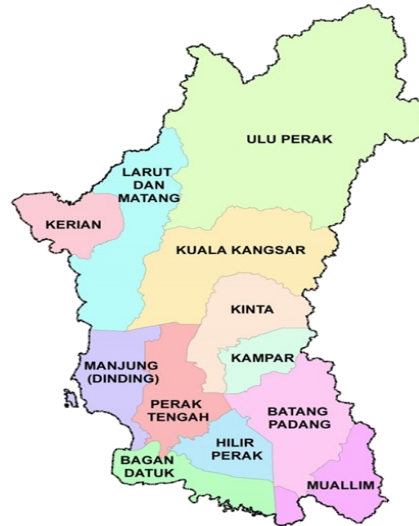 ULU PERAK
LARUT
DAN
MATANG
KERIAN
KUALA KANGSAR
KINTA
KAMPAR
MANJUNG
(DINDING)
PERAK
TENGAH
BATANG
PADANG
HILIR
PERAK
BAGAN
DATUK
MUALLIM